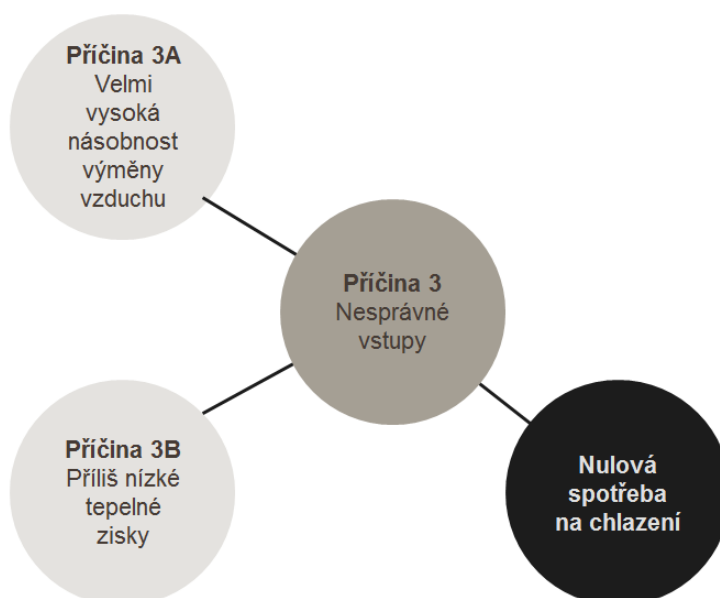 Příčina 3A
Velmi
vysoká
násobnost
výměny
vzduchu
Příčina 3
Nesprávné
vstupy
Příčina 3B
Příliš nízké
tepelné
zisky
Nulová
spotřeba
na chlazení